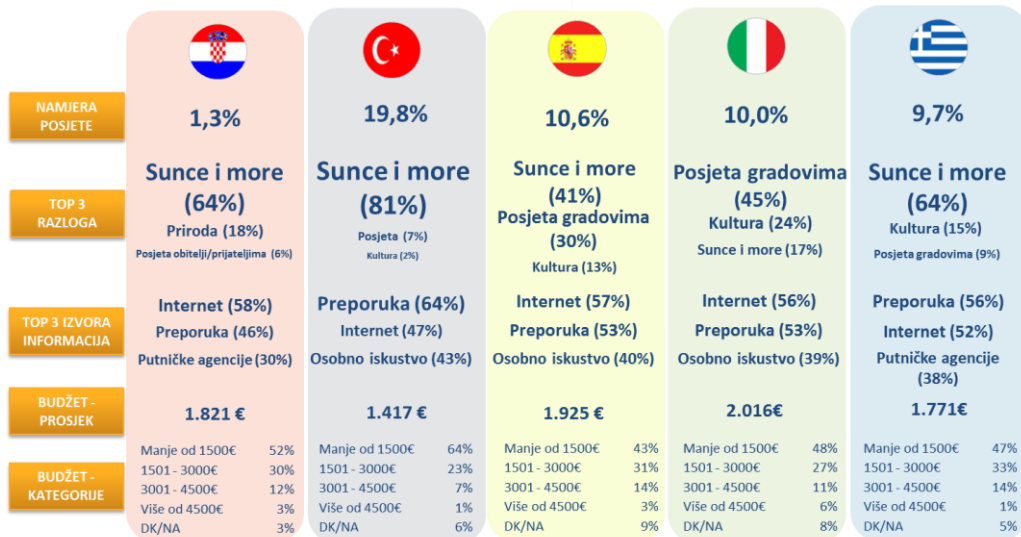 NAMJERA
POSJETE
1,3%
19,8%
10,6%
10,0%
9,7%
TOP 3
RAZLOGA
Sunce i more
(64%)
Priroda (18%)
Posjeta obitelji/prijateljima (6%)
Sunce i more
(81%)
Posjeta (7%)
Kultura (2%)
Sunce i more
(41%)
Posjeta gradovima
(30%)
Kultura (13%)
Posjeta gradovima
(45%)
Kultura (24%)
Sunce i more (17%)
Sunce i more
(64%)
Kultura (15%)
Posjeta gradovima (9%)
TOP 3 IZVORA
INFORMACIJA
Internet (58%)
Preporuka (46%)
Putničke agencije (30%)
Preporuka (64%)
Internet (47%)
Osobno iskustvo (43%)
Internet (57%)
Preporuka (53%)
Osobno iskustvo (40%)
Internet (56%)
Preporuka (53%)
Osobno iskustvo (39%)
Preporuka (56%)
Internet (52%)
Putničke agencije
(38%)
BUDŽET -
PROSJEK
1.821 €
1.417 €
1.925 €
2.016€
1.771€
BUDŽET -
KATEGORIJE
Manje od 1500€ 52%
1501 - 3000€ 30%
3001 - 4500€ 12%
Više od 4500€ 3%
DK/NA 3%
Manje od 1500€ 64%
1501 - 3000€ 23%
3001 - 4500€ 7%
Više od 4500€ 1%
DK/NA 6%
Manje od 1500€ 43%
1501 - 3000€ 31%
3001 - 4500€ 14%
Više od 4500€ 3%
DK/NA 9%
Manje od 1500€ 48%
1501 - 3000€ 27%
3001 - 4500€ 11%
Više od 4500€ 6%
DK/NA 8%
Manje od 1500€ 47%
1501 - 3000€ 33%
3001 - 4500€ 14%
Više od 4500€ 1%
DK/NA 5%